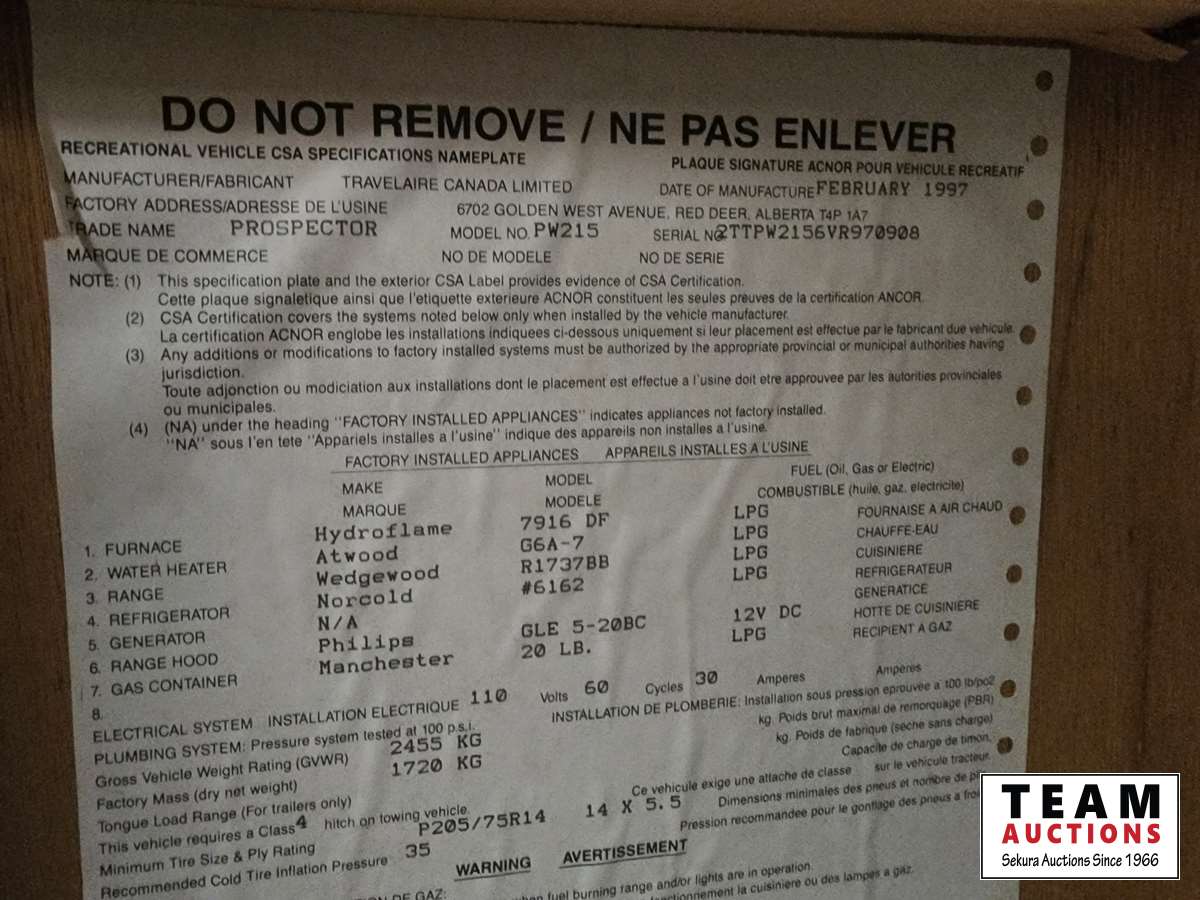 DO NOT REMOVE / NE PAS ENLEVER
RECREATIONAL VEHICLE CSA SPECIFICATIONS NAMEPLATE PLAQUE SIGNATURE ACNOR POUR VEHICULE RECREATIF
MANUFACTURER/FABRICANT TRAVELAIRE CANADA LIMITED DATE OF MANUFACTURE FEBRUARY 1997
FACTORY ADDRESS/ADRESSE DE L'USINE 6702 GOLDEN WEST AVENUE, RED DEER, ALBERTA T4P 1A7
TRADE NAME PROSPECTOR MODEL NO. PW215 SERIAL NO 2TTPW2156VR970908
MARQUE DE COMMERCE NO DE MODELE NO DE SERIE
NOTE: (1) This specification plate and the exterior CSA Label provides evidence of CSA Certification.
Cette plaque signaletique ainsi que l'etiquette exterieure ACNOR constituent les seules preuves de la certification ANCOR.
(2) CSA Certification covers the systems noted below only when installed by the vehicle manufacturer.
La certification ACNOR englobe les installations indiquees ci-dessous uniquement si leur placement est effectue par le fabricant due vehicule.
(3) Any additions or modifications to factory installed systems must be authorized by the appropriate provincial or municipal authorities having
jurisdiction.
Toute adjonction ou modiciation aux installations dont le placement est effectue a l'usine doit etre approuvee par les autorities provinciales
ou municipales.
(4) (NA) under the heading "FACTORY INSTALLED APPLIANCES" indicates appliances not factory installed.
"NA" sous l'en tete "Appariels installes a l'usine" indique des appareils non installes a l'usine.
FACTORY INSTALLED APPLIANCES APPAREILS INSTALLES A L'USINE
MAKE MODEL FUEL (Oil, Gas or Electric)
MARQUE MODELE COMBUSTIBLE (huile, gaz, electricite)
1. FURNACE Hydroflame 7916 DF LPG FOURNAISE A AIR CHAUD
2. WATER HEATER Atwood G6A-7 LPG CHAUFFE-EAU
3. RANGE Wedgewood R1737BB LPG CUISINIERE
4. REFRIGERATOR Norcold #6162 LPG REFRIGERATEUR
5. GENERATOR N/A GENERATICE
6. RANGE HOOD Philips GLE 5-20BC 12V DC HOTTE DE CUISINIERE
7. GAS CONTAINER Manchester 20 LB. LPG RECIPIENT A GAZ
8.
ELECTRICAL SYSTEM INSTALLATION ELECTRIQUE 110 Volts 60 Cycles 30 Amperes Amperes
PLUMBING SYSTEM: Pressure system tested at 100 p.s.i. INSTALLATION DE PLOMBERIE: Installation sous pression eprouvee a 100 lb/po2
Gross Vehicle Weight Rating (GVWR) 2455 KG kg. Poids brut maximal de remorquage (PBR)
Factory Mass (dry net weight) 1720 KG kg. Poids de fabrique (seche sans charge)
Tongue Load Range (For trailers only) Capacite de charge de timon.
This vehicle requires a Class 4 hitch on towing vehicle. Ce vehicule exige une attache de classe sur le vehicule tracteur.
Minimum Tire Size & Ply Rating P205/75R14 14 X 5.5 Dimensions minimales des pneus et nombre de
Recommended Cold Tire Inflation Pressure 35 Pression recommandee pour le gonflage des pneus a
WARNING AVERTISSEMENT
fuel burning range and/or lights are in operation.
la cuisiniere ou des lampes a gaz.
TEAM
AUCTIONS
Sekura Auctions Since 1966